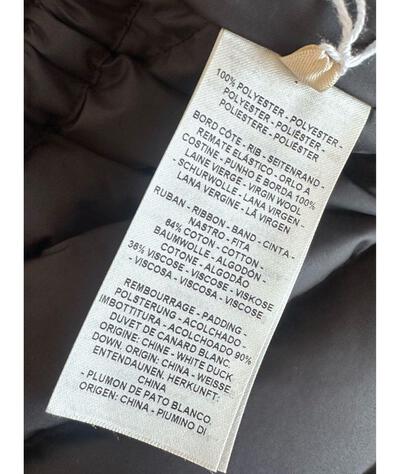 100% POLYESTER - POLYESTER -
POLYESTER - POLIÉSTER -
POLIESTERE - POLIÉSTER
BORD CÔTE - RIB - SEITENRAND -
REMATE ELÁSTICO - ORLO A
COSTINE - PUNHO E BORDA 100%
LAINE VIERGE - VIRGIN WOOL
- SCHURWOLLE - LANA VIRGEN -
LANA VERGINE - LÃ VIRGEN
RUBAN - RIBBON - BAND - CINTA -
NASTRO - FITA
64% COTON - COTTON -
BAUMWOLLE - ALGODÓN -
COTONE - ALGODÃO
36% VISCOSE - VISCOSE - VISKOSE
- VISCOSA - VISCOSA - VISCOSE
REMBOURRAGE - PADDING -
POLSTERUNG - ACOLCHADO -
IMBOTTITURA - ACOLCHOADO 90%
DUVET DE CANARD BLANC.
ORIGINE: CHINE - WHITE DUCK
DOWN. ORIGIN: CHINA - WEISSE
ENTENDAUNEN. HERKUNFT:
CHINA
- PLUMON DE PATO BLANCO.
ORIGEN: CHINA - PIUMINO DI